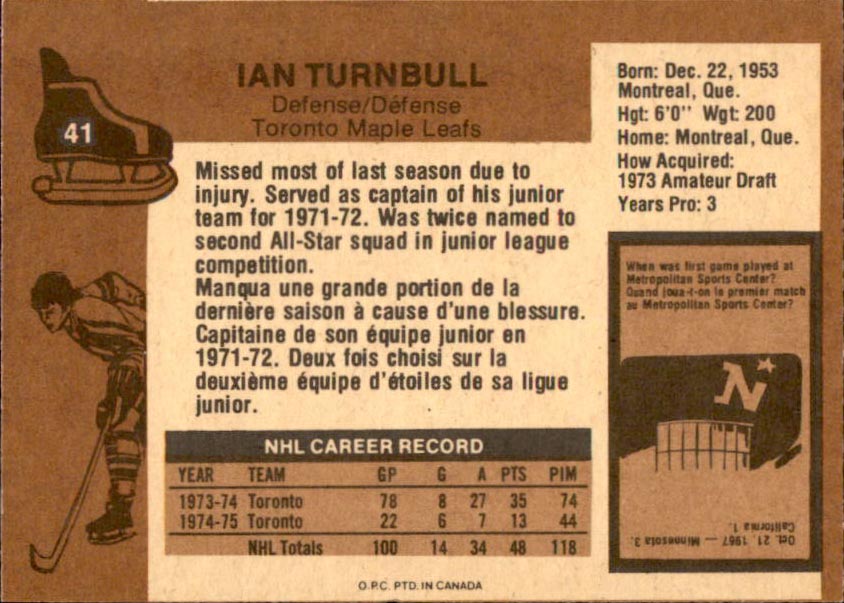 41
IAN TURNBULL
Defense/Défense
Toronto Maple Leafs
Missed most of last season due to
injury. Served as captain of his junior
team for 1971-72. Was twice named to
second All-Star squad in junior league
competition.
Manqua une grande portion de la
dernière saison à cause d'une blessure.
Capitaine de son équipe junior en
1971-72. Deux fois choisi sur la
deuxième équipe d'étoiles de sa ligue
junior.
NHL CAREER RECORD
YEAR TEAM GP G A PTS PIM
1973-74 Toronto 78 8 27 35 74
1974-75 Toronto 22 6 7 13 44
NHL Totals 100 14 34 48 118
O.P.C. PTD. IN CANADA
Born: Dec. 22, 1953
Montreal, Que.
Hgt: 6'0" Wgt: 200
Home: Montreal, Que.
How Acquired:
1973 Amateur Draft
Years Pro: 3
When was first game played at
Metropolitan Sports Center?
Quand joua-t-on le premier match
au Metropolitan Sports Center?
N
Oct. 21, 1967 — Minnesota 3,
California 1.